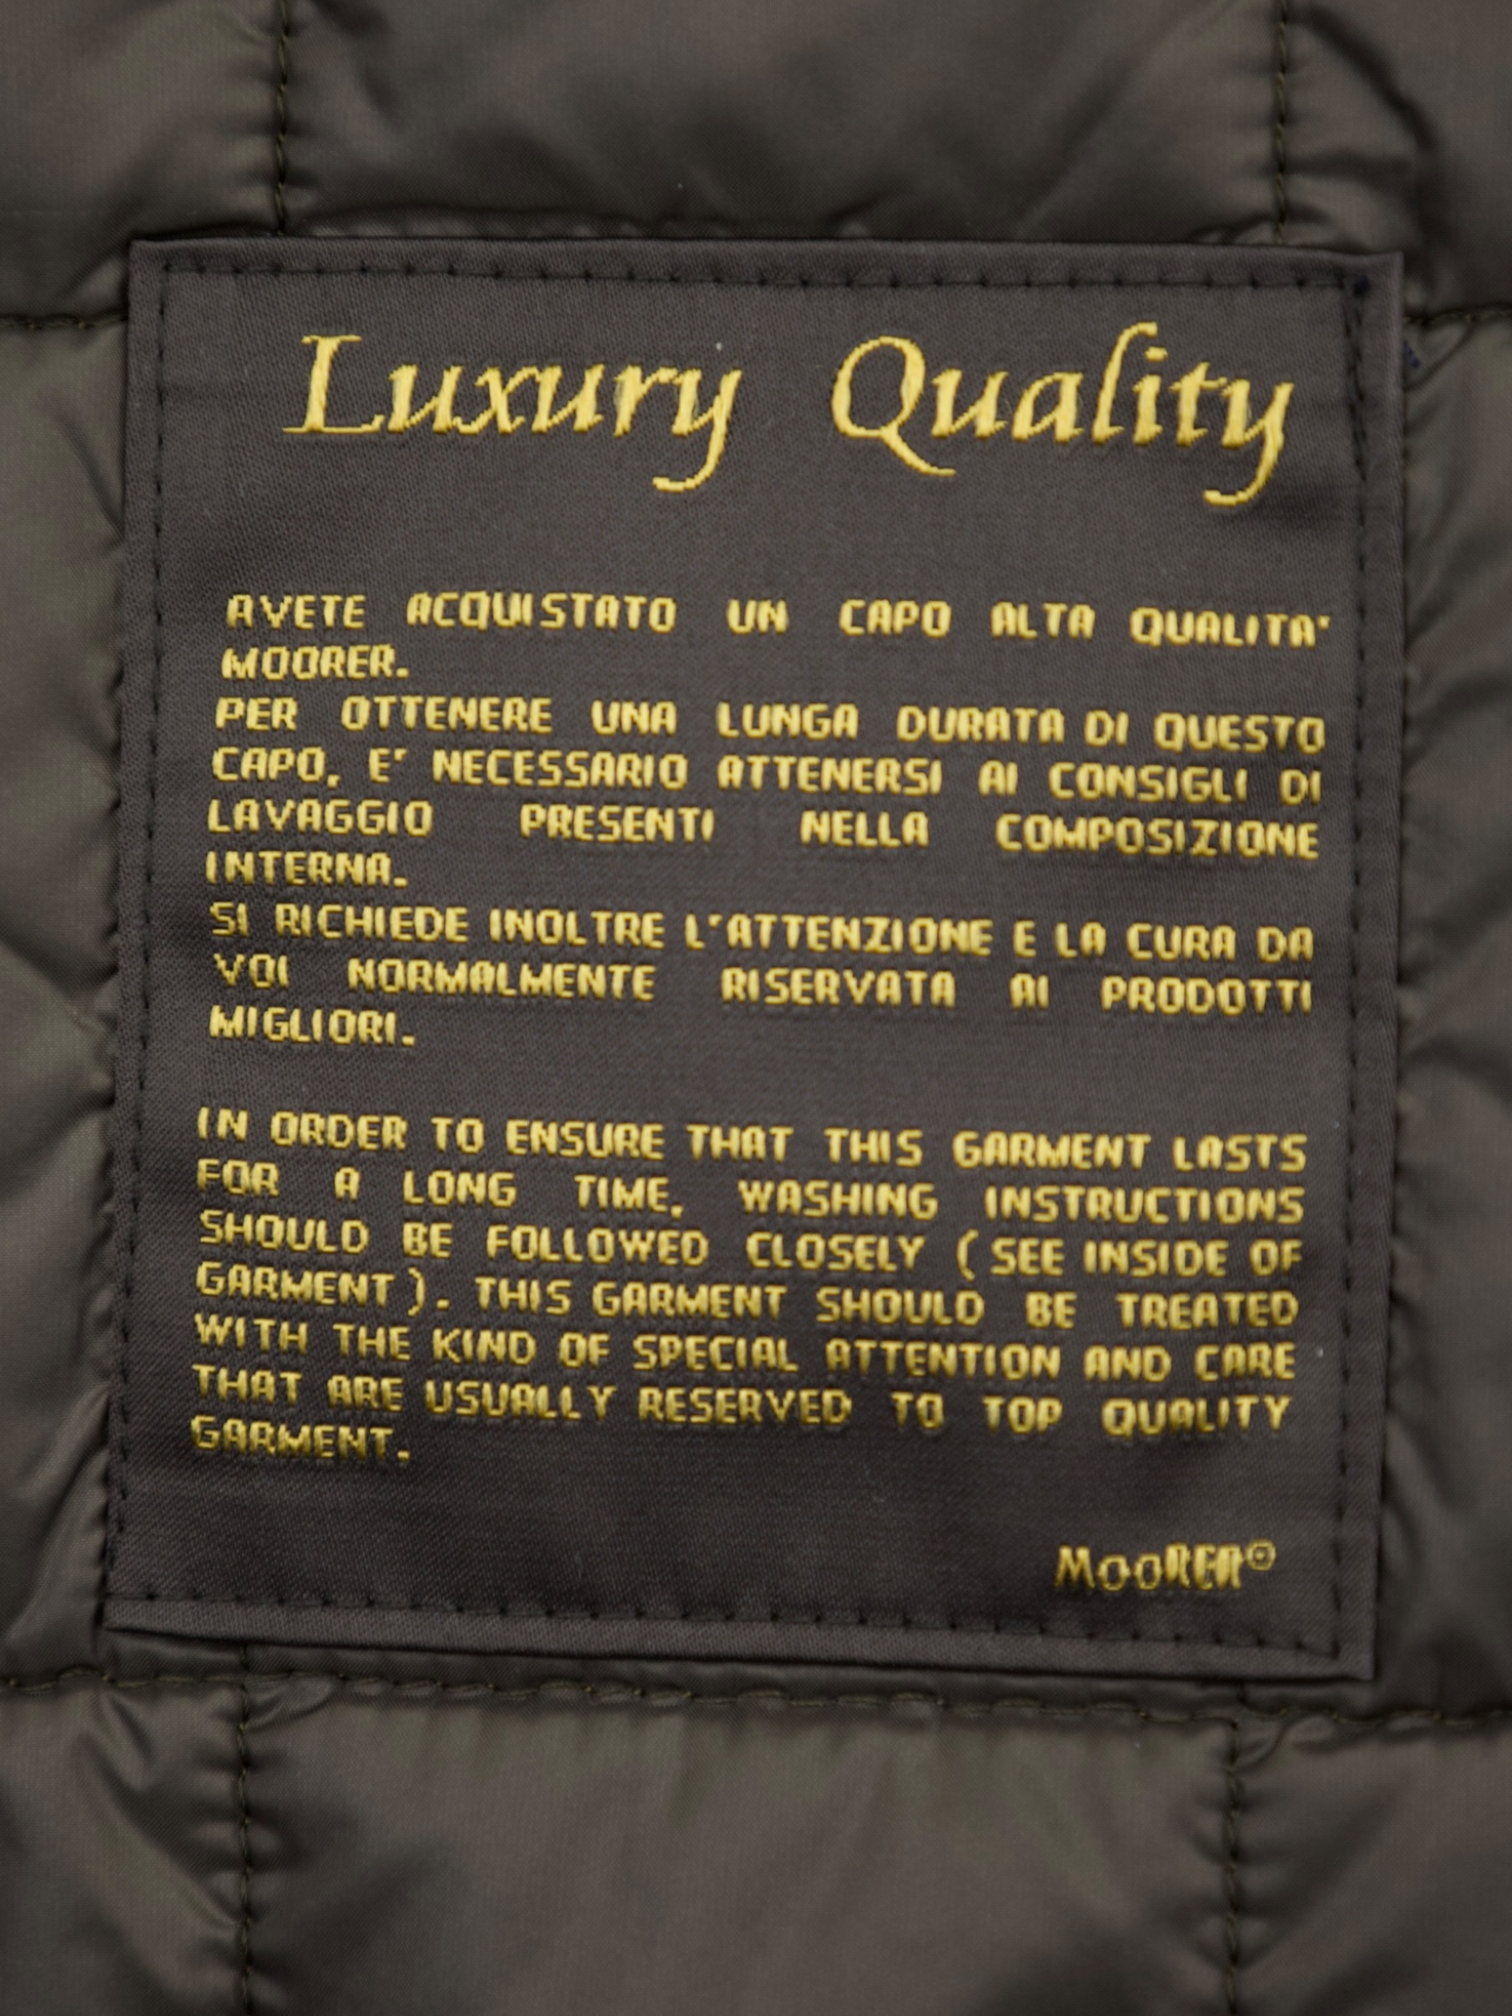 Luxury Quality
AVETE ACQUISTATO UN CAPO ALTA QUALITA'
MOORER.
PER OTTENERE UNA LUNGA DURATA DI QUESTO
CAPO, E' NECESSARIO ATTENERSI AI CONSIGLI DI
LAVAGGIO PRESENTI NELLA COMPOSIZIONE
INTERNA.
SI RICHIEDE INOLTRE L'ATTENZIONE E LA CURA DA
VOI NORMALMENTE RISERVATA AI PRODOTTI
MIGLIORI.
IN ORDER TO ENSURE THAT THIS GARMENT LASTS
FOR A LONG TIME, WASHING INSTRUCTIONS
SHOULD BE FOLLOWED CLOSELY ( SEE INSIDE OF
GARMENT ). THIS GARMENT SHOULD BE TREATED
WITH THE KIND OF SPECIAL ATTENTION AND CARE
THAT ARE USUALLY RESERVED TO TOP QUALITY
GARMENT.
MooRER®